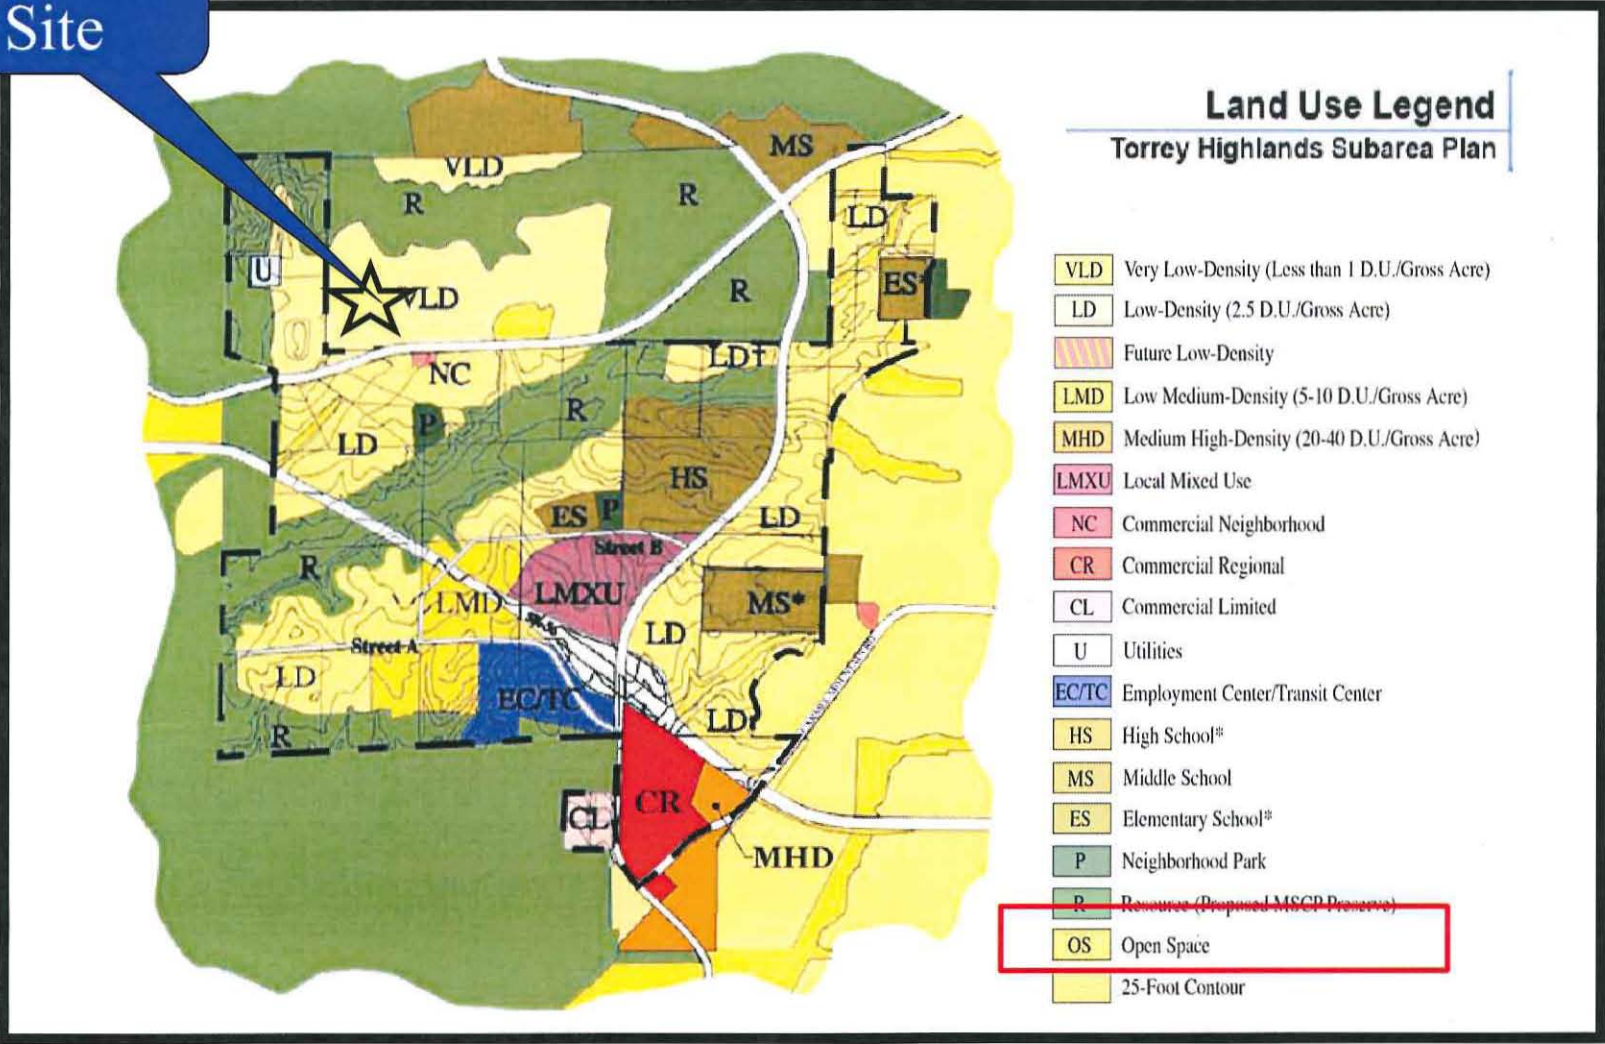 Site
Land Use Legend
Torrey Highlands Subarea Plan
VLD
R
R
MS
LD
U
VLD
R
ES*
NC
LD†
LD
P
R
HS
ES
P
LD
Street B
R
LMD
LMXU
MS*
LD
Street A
LD
EC/TC
LD
R
CR
CL
MHD
VLD Very Low-Density (Less than 1 D.U./Gross Acre)
LD Low-Density (2.5 D.U./Gross Acre)
Future Low-Density
LMD Low Medium-Density (5-10 D.U./Gross Acre)
MHD Medium High-Density (20-40 D.U./Gross Acre)
LMXU Local Mixed Use
NC Commercial Neighborhood
CR Commercial Regional
CL Commercial Limited
U Utilities
EC/TC Employment Center/Transit Center
HS High School*
MS Middle School
ES Elementary School*
P Neighborhood Park
R Resource (Proposed MSCP Preserve)
OS Open Space
25-Foot Contour